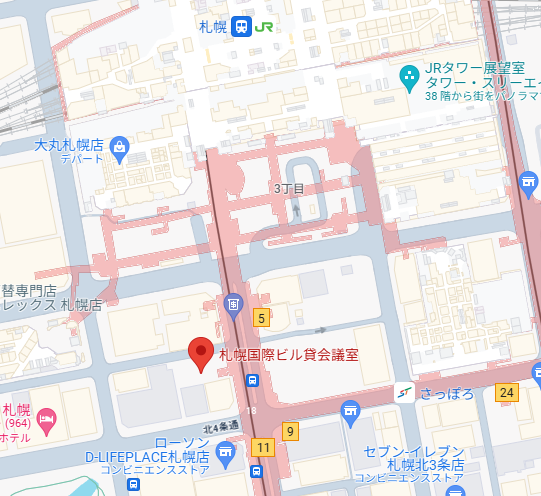 札幌 JR
JRタワー展望室
タワー・スリーエイ
38 階から街をパノラマ
大丸札幌店
デパート
3丁目
替専門店
レックス 札幌店
5
札幌国際ビル貸会議室
さっぽろ
24
札幌
(964)
ホテル
18
北4条通
9
11
ローソン
D-LIFEPLACE札幌店
コンビニエンスストア
セブン-イレブン
札幌北3条店
コンビニエンスストア